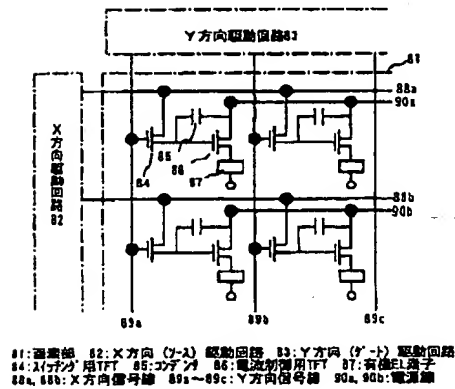 Y方向駆動回路83
81
88a
90a
X方向駆動回路82
85
86
84
87
88b
90b
89a
89b
89c
81:画素部 82:X方向(ソース)駆動回路 83:Y方向(ゲート)駆動回路
84:スイッチング用TFT 85:コンデンサ 86:電流制御用TFT 87:有機EL端子
88a,88b:X方向信号線 89a~89c:Y方向信号線 90a,90b:電源線